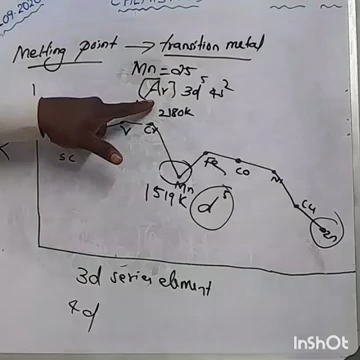 .09.2020
Melting point → transition metal
Mn = 25
[Ar] 3d⁵ 4s²
2180K
Sc V Cr
Mn Fe Co Ni Cu Zn
1519K
d⁵
3d series element
4d
InShOt